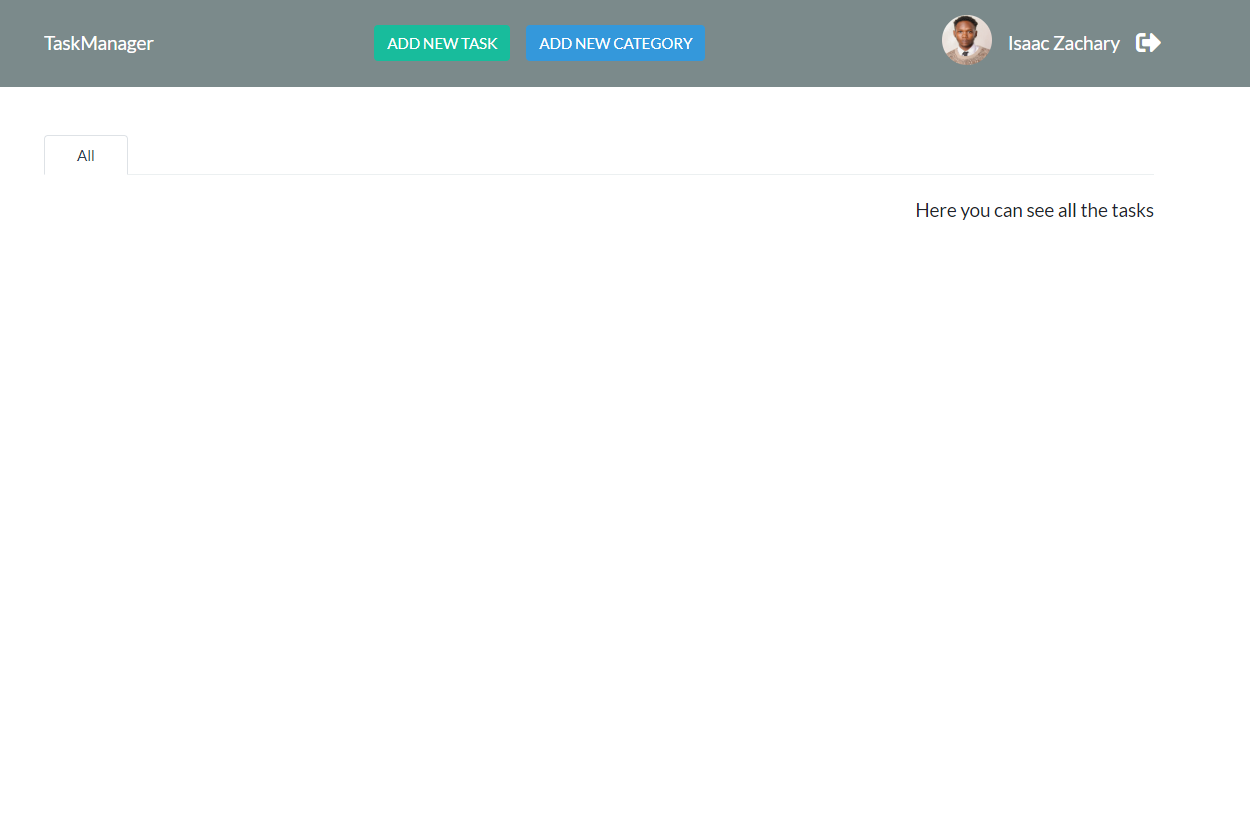 TaskManager
ADD NEW TASK
ADD NEW CATEGORY
Isaac Zachary
All
Here you can see all the tasks